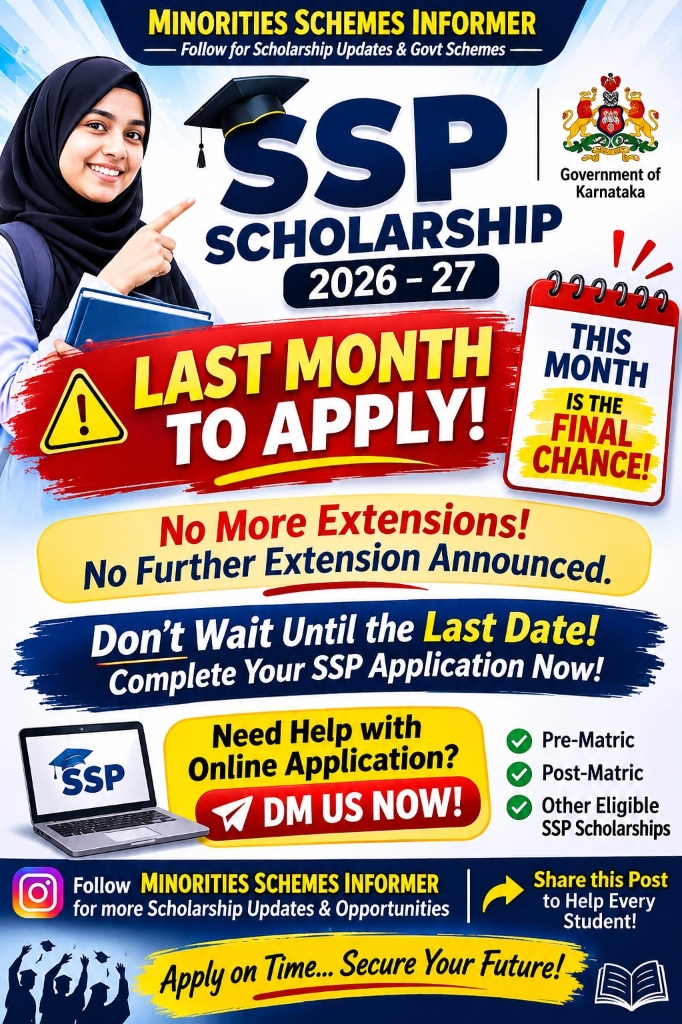 MINORITIES SCHEMES INFORMER
Follow for Scholarship Updates & Govt Schemes
SSP
SCHOLARSHIP
2026 – 27
Government of
Karnataka
LAST MONTH
TO APPLY!
THIS
MONTH
IS THE
FINAL
CHANCE!
No More Extensions!
No Further Extension Announced.
Don't Wait Until the Last Date!
Complete Your SSP Application Now!
SSP
Need Help with
Online Application?
DM US NOW!
Pre-Matric
Post-Matric
Other Eligible
SSP Scholarships
Follow MINORITIES SCHEMES INFORMER
for more Scholarship Updates & Opportunities
Share this Post
to Help Every
Student!
Apply on Time... Secure Your Future!